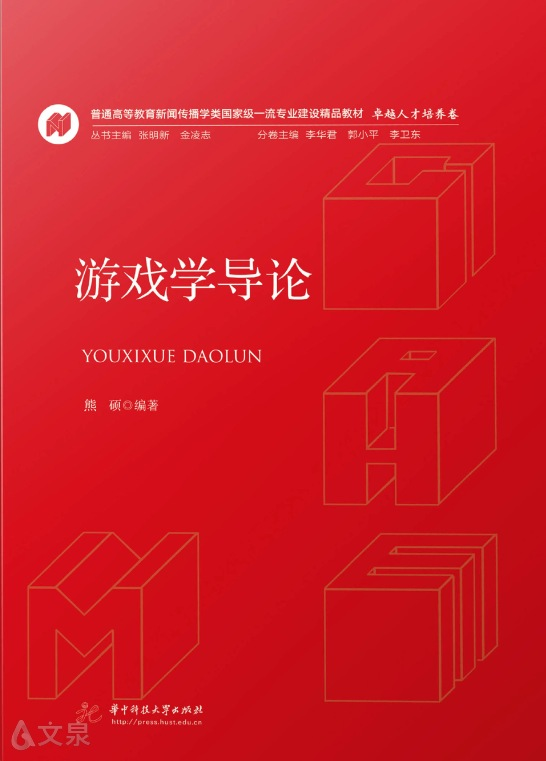 普通高等教育新闻传播学类国家级一流专业建设精品教材 卓越人才培养卷
丛书主编 张明新 金凌志 分卷主编 李华君 郭小平 李卫东
游戏学导论
YOUXIXUE DAOLUN
熊 硕◎编著
G
A
M
E
华中科技大学出版社
http://press.hust.edu.cn
文泉